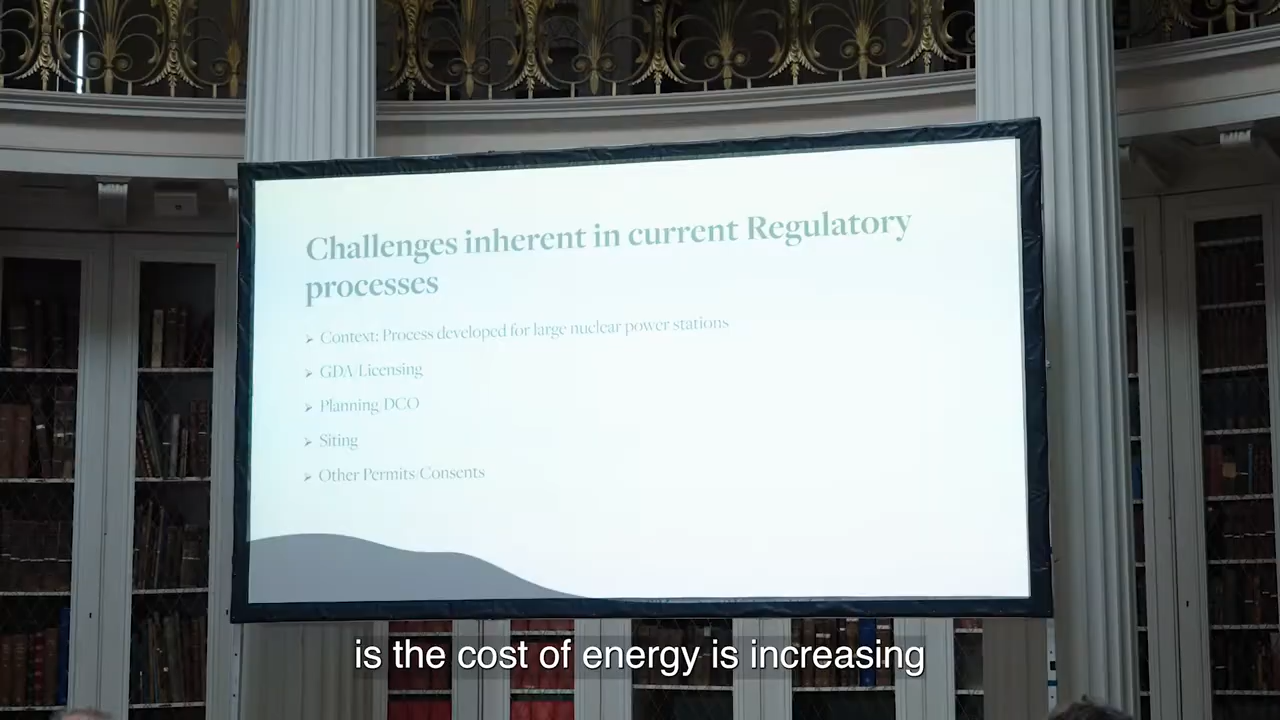 Challenges inherent in current Regulatory
processes
➢ Context: Process developed for large nuclear power stations
➢ GDA/Licensing
➢ Planning DCO
➢ Siting
➢ Other Permits/Consents
is the cost of energy is increasing